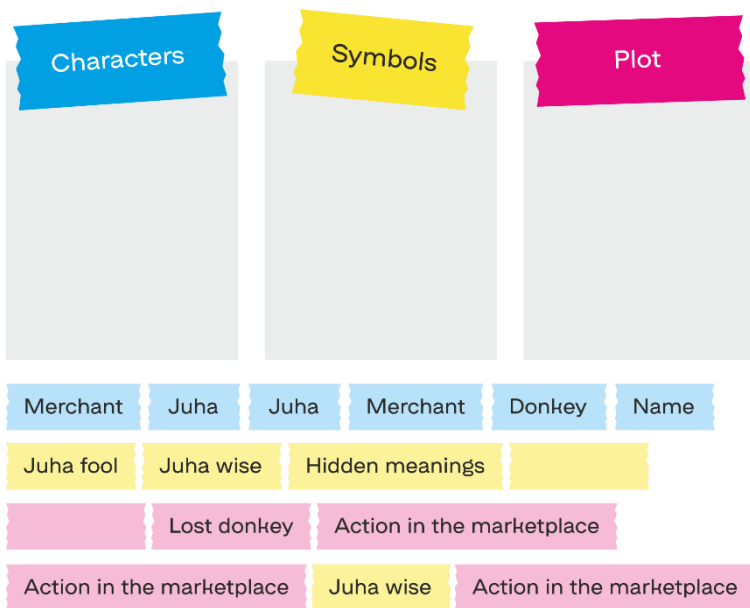 Characters Symbols Plot
Merchant Juha Juha Merchant Donkey Name
Juha fool Juha wise Hidden meanings
Lost donkey Action in the marketplace
Action in the marketplace Juha wise Action in the marketplace